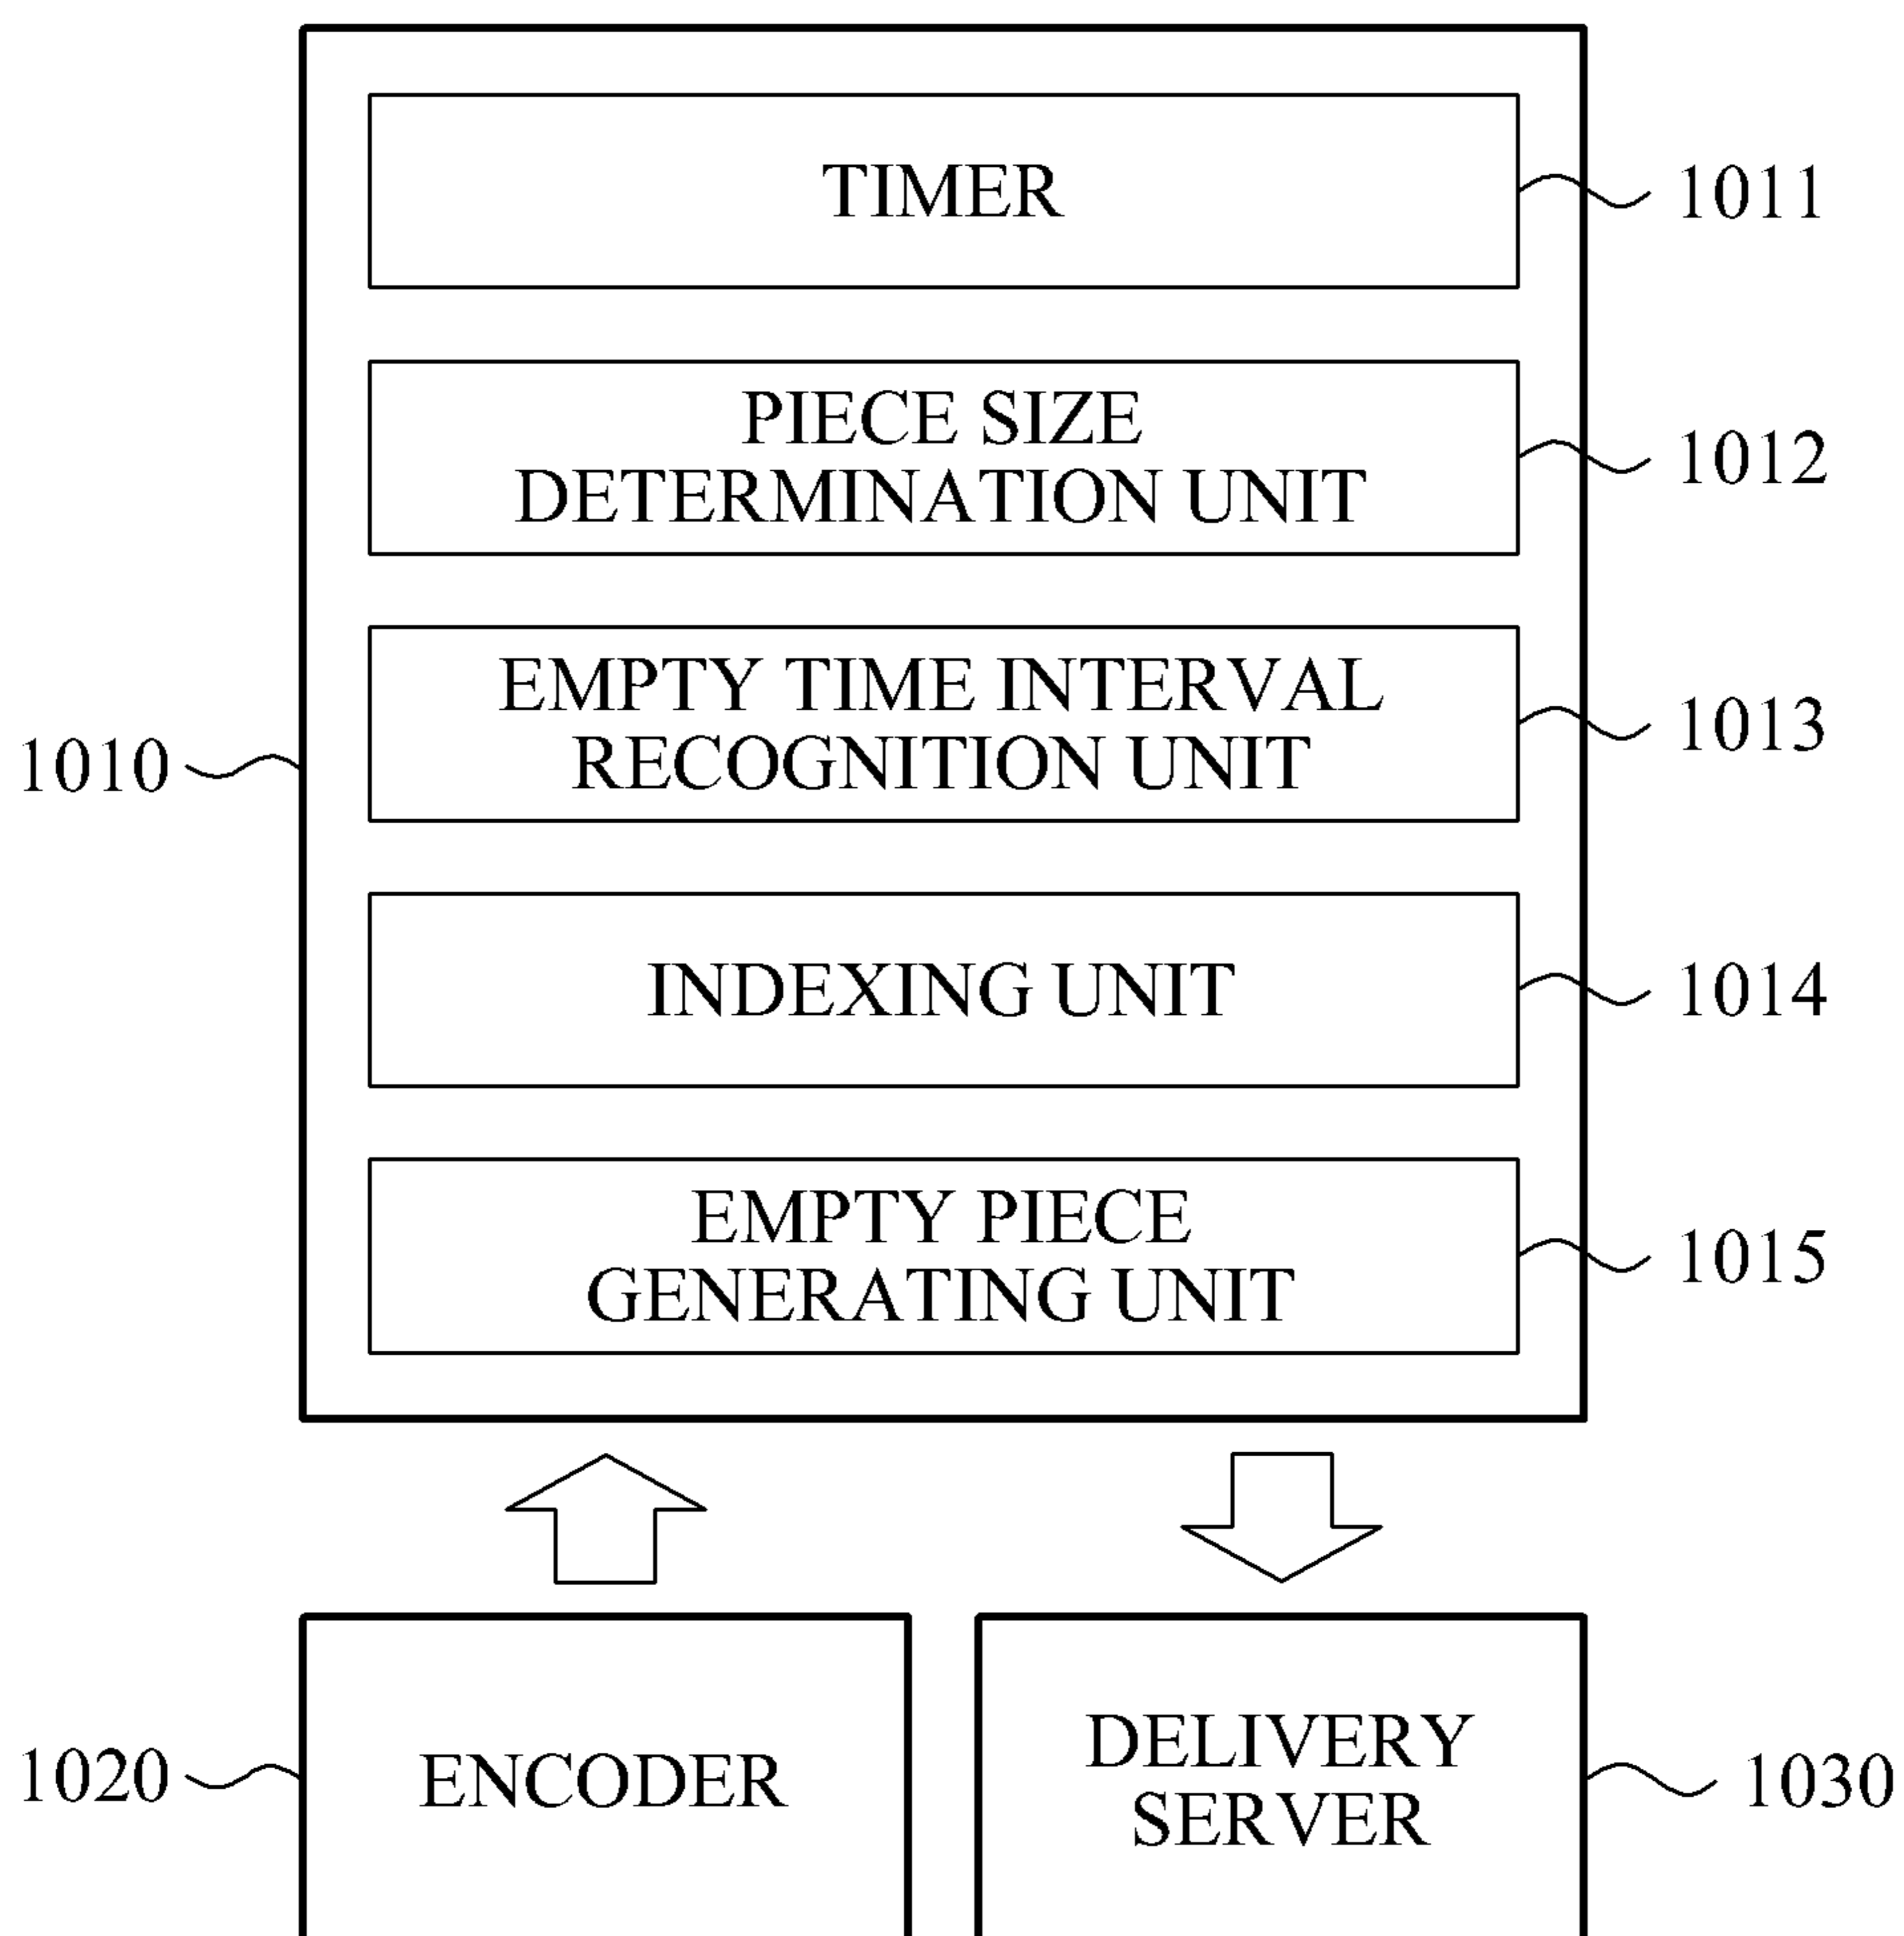 TIMER
1011
PIECE SIZE
DETERMINATION UNIT
1012
EMPTY TIME INTERVAL
RECOGNITION UNIT
1013
1010
INDEXING UNIT
1014
EMPTY PIECE
GENERATING UNIT
1015
1020
ENCODER
DELIVERY
SERVER
1030